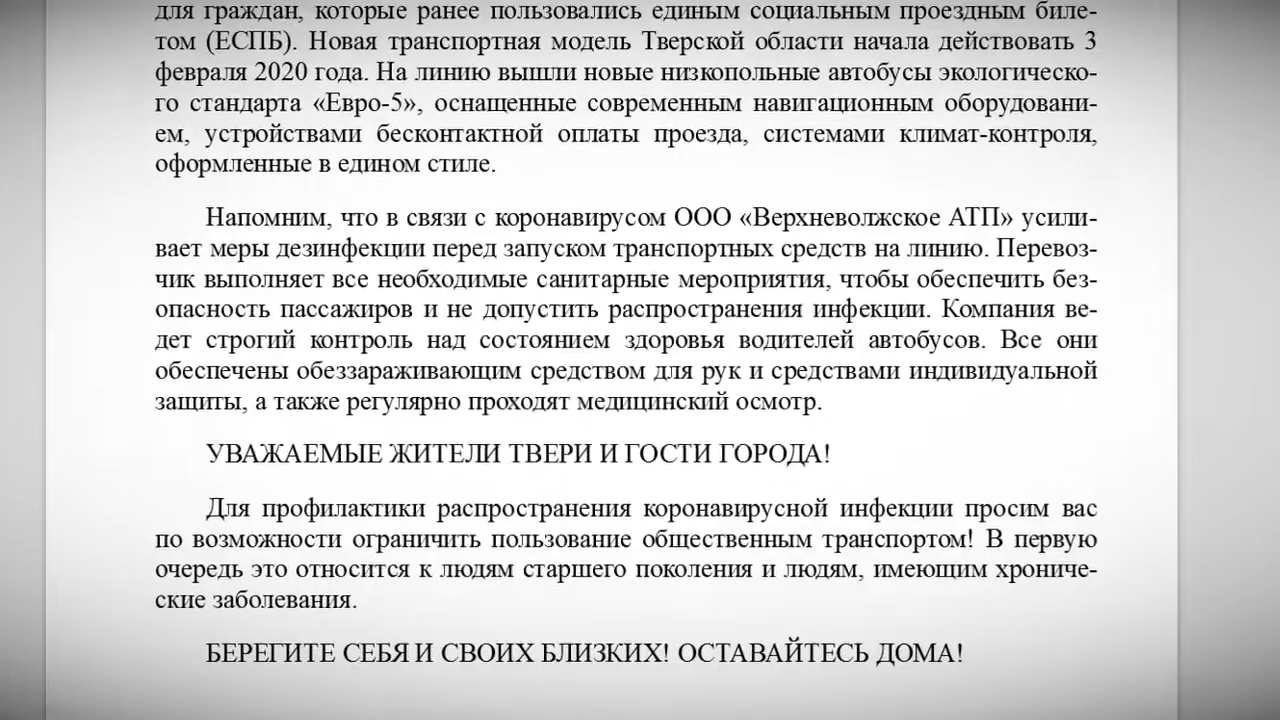 для граждан, которые ранее пользовались единым социальным проездным биле-
том (ЕСПБ). Новая транспортная модель Тверской области начала действовать 3
февраля 2020 года. На линию вышли новые низкопольные автобусы экологическо-
го стандарта «Евро-5», оснащенные современным навигационным оборудовани-
ем, устройствами бесконтактной оплаты проезда, системами климат-контроля,
оформленные в едином стиле.
Напомним, что в связи с коронавирусом ООО «Верхневолжское АТП» усили-
вает меры дезинфекции перед запуском транспортных средств на линию. Перевоз-
чик выполняет все необходимые санитарные мероприятия, чтобы обеспечить без-
опасность пассажиров и не допустить распространения инфекции. Компания ве-
дет строгий контроль над состоянием здоровья водителей автобусов. Все они
обеспечены обеззараживающим средством для рук и средствами индивидуальной
защиты, а также регулярно проходят медицинский осмотр.
УВАЖАЕМЫЕ ЖИТЕЛИ ТВЕРИ И ГОСТИ ГОРОДА!
Для профилактики распространения коронавирусной инфекции просим вас
по возможности ограничить пользование общественным транспортом! В первую
очередь это относится к людям старшего поколения и людям, имеющим хрониче-
ские заболевания.
БЕРЕГИТЕ СЕБЯ И СВОИХ БЛИЗКИХ! ОСТАВАЙТЕСЬ ДОМА!